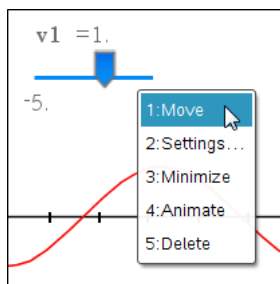 v1 =1.
-5.
1:Move
2:Settings...
3:Minimize
4:Animate
5:Delete